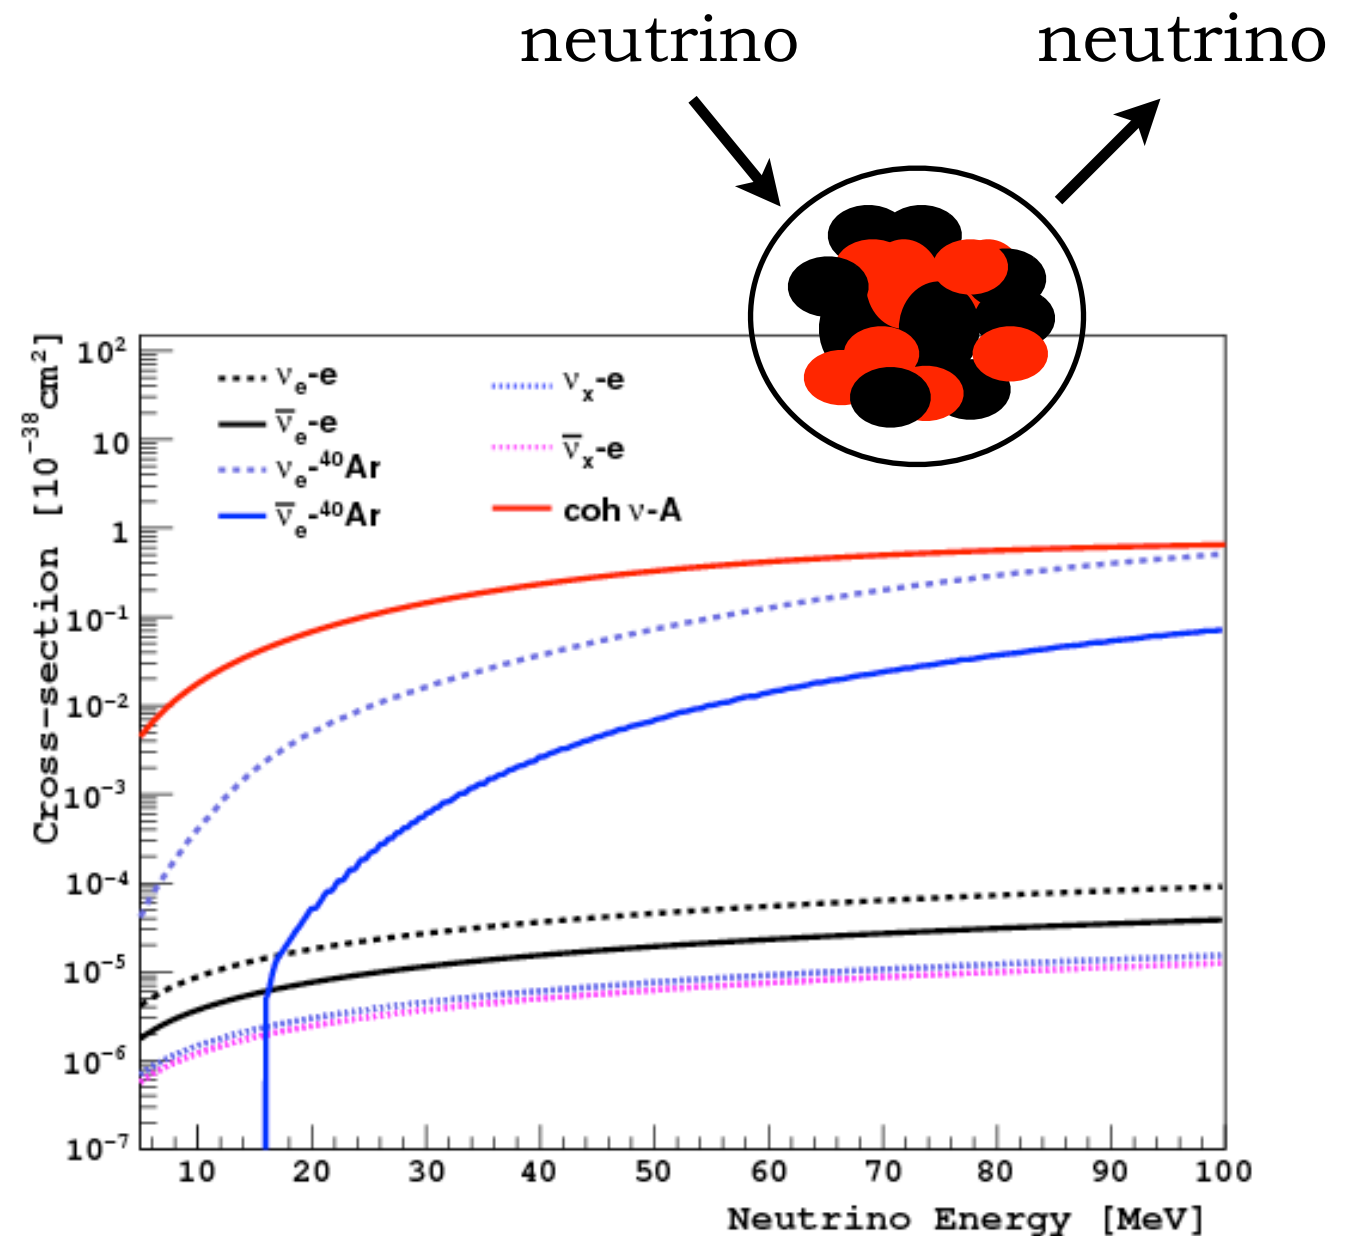 neutrino neutrino
Cross-section [10⁻³⁸cm²]
10²
10
1
10⁻¹
10⁻²
10⁻³
10⁻⁴
10⁻⁵
10⁻⁶
10⁻⁷
νₑ-e
ν̅ₑ-e
νₑ-⁴⁰Ar
ν̅ₑ-⁴⁰Ar
νₓ-e
ν̅ₓ-e
coh ν-A
10 20 30 40 50 60 70 80 90 100
Neutrino Energy [MeV]